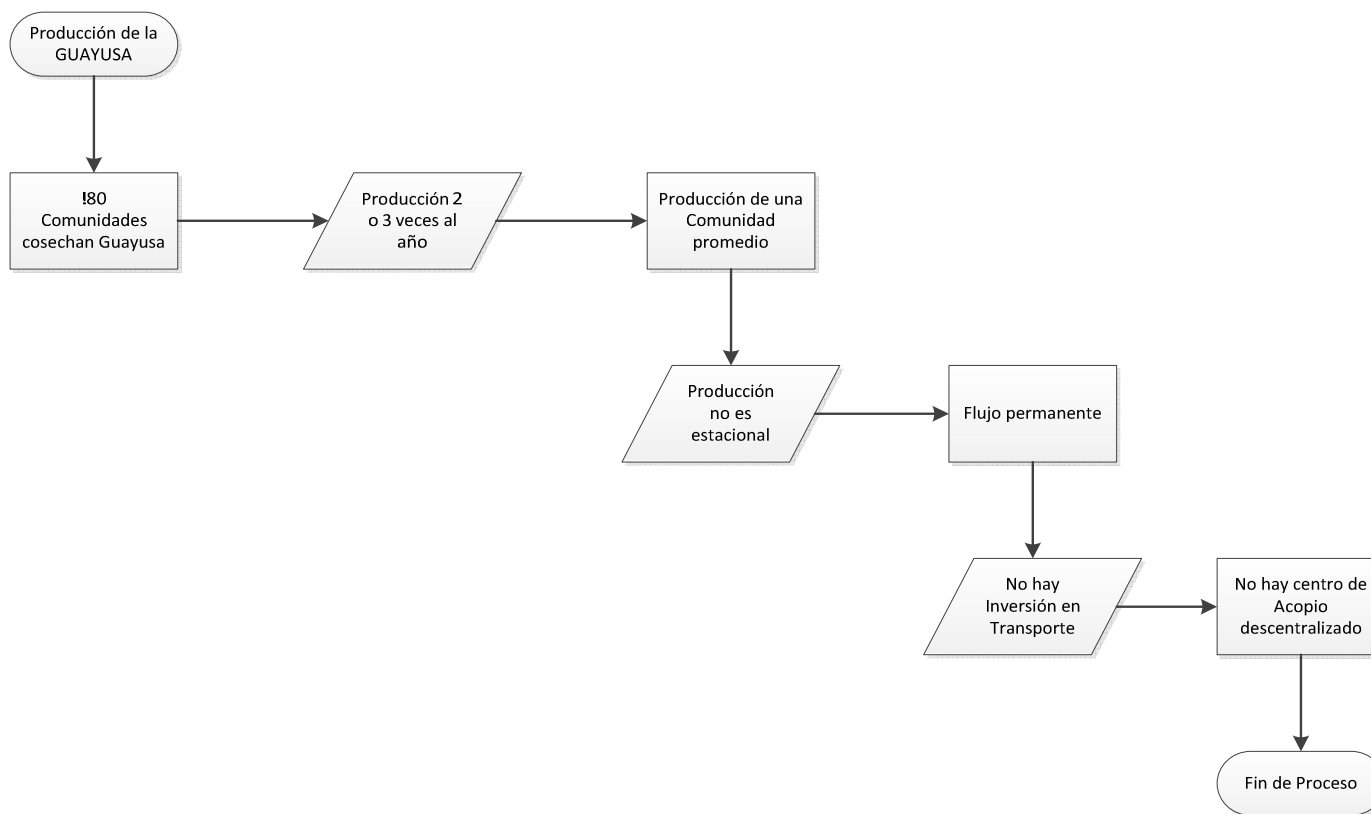 Producción de la
GUAYUSA
!80
Comunidades
cosechan Guayusa
Producción 2
o 3 veces al
año
Producción de una
Comunidad
promedio
Producción
no es
estacional
Flujo permanente
No hay
Inversión en
Transporte
No hay centro de
Acopio
descentralizado
Fin de Proceso